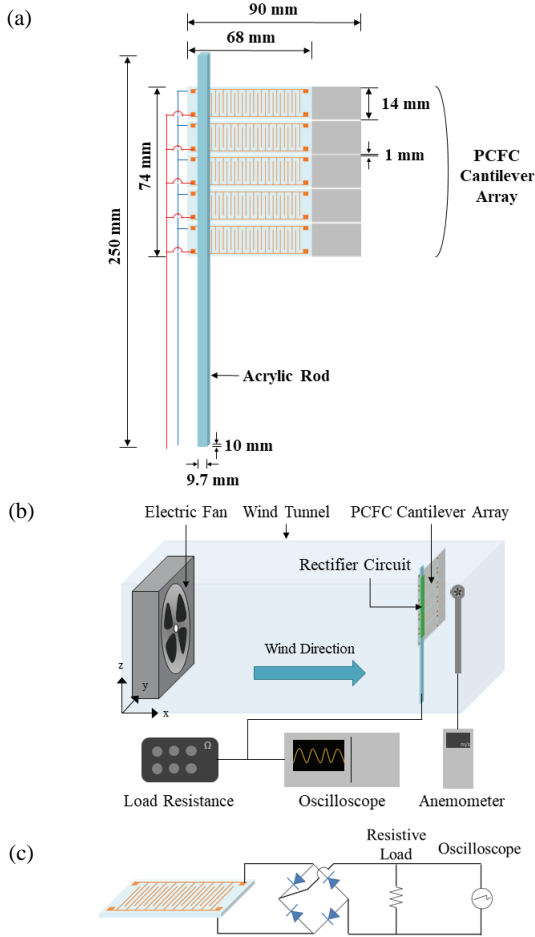 (a)
90 mm
68 mm
14 mm
1 mm
74 mm
250 mm
PCFC
Cantilever
Array
Acrylic Rod
10 mm
9.7 mm
(b)
Electric Fan
Wind Tunnel
PCFC Cantilever Array
Rectifier Circuit
Wind Direction
z
y
x
Ω
m/s
Load Resistance
Oscilloscope
Anemometer
(c)
Resistive
Load
Oscilloscope